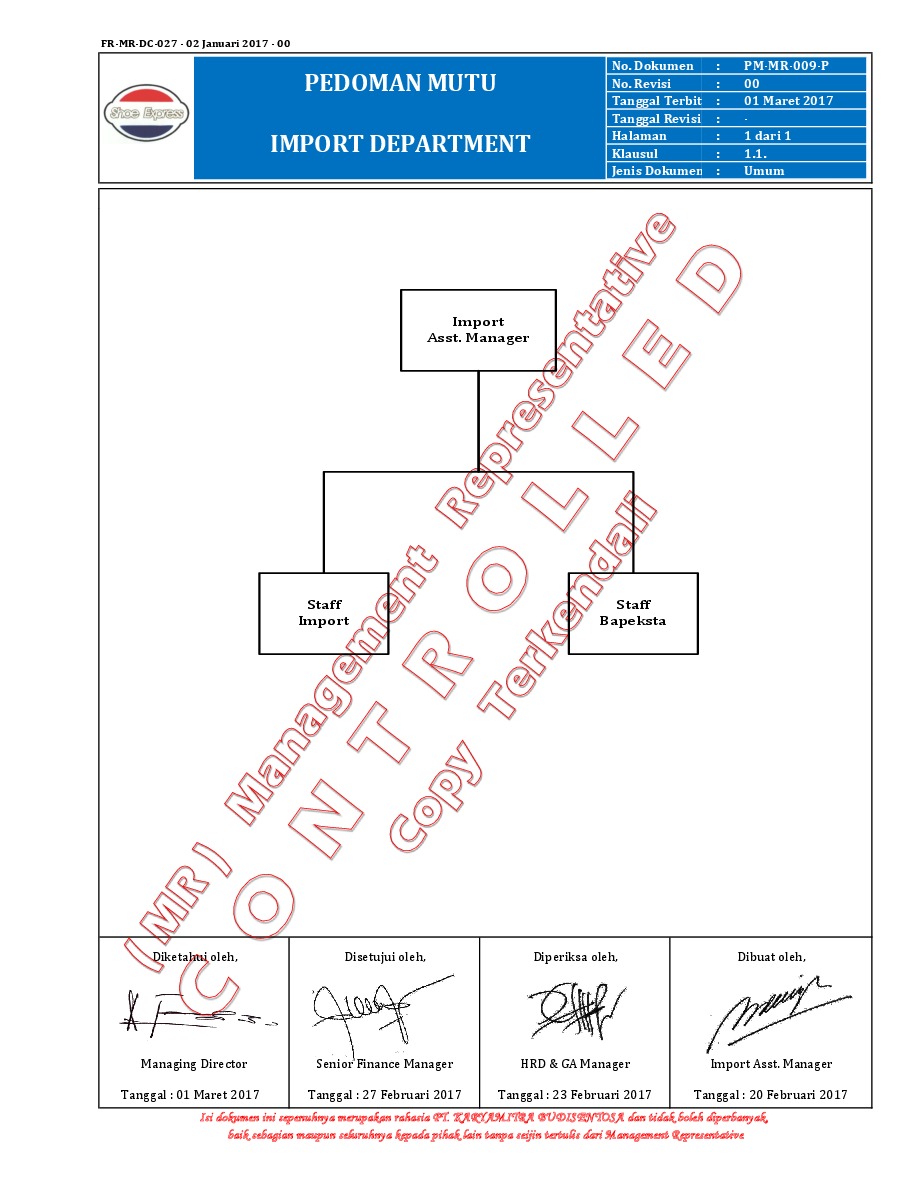 FR-MR-DC-027 - 02 Januari 2017 - 00
Shoe Express
PEDOMAN MUTU
IMPORT DEPARTMENT
No. Dokumen : PM-MR-009-P
No. Revisi : 00
Tanggal Terbit : 01 Maret 2017
Tanggal Revisi : -
Halaman : 1 dari 1
Klausul : 1.1.
Jenis Dokumen : Umum
Import
Asst. Manager
Staff
Import
Staff
Bapeksta
(MR) Management Representative
CONTROLLED
Copy Terkendali
Diketahui oleh, Disetujui oleh, Diperiksa oleh, Dibuat oleh,
Managing Director Senior Finance Manager HRD & GA Manager Import Asst. Manager
Tanggal : 01 Maret 2017 Tanggal : 27 Februari 2017 Tanggal : 23 Februari 2017 Tanggal : 20 Februari 2017
Isi dokumen ini sepenuhnya merupakan rahasia PT. KARYAMITRA BUDISENTOSA dan tidak boleh diperbanyak,
baik sebagian maupun seluruhnya kepada pihak lain tanpa seijin tertulis dari Management Representative